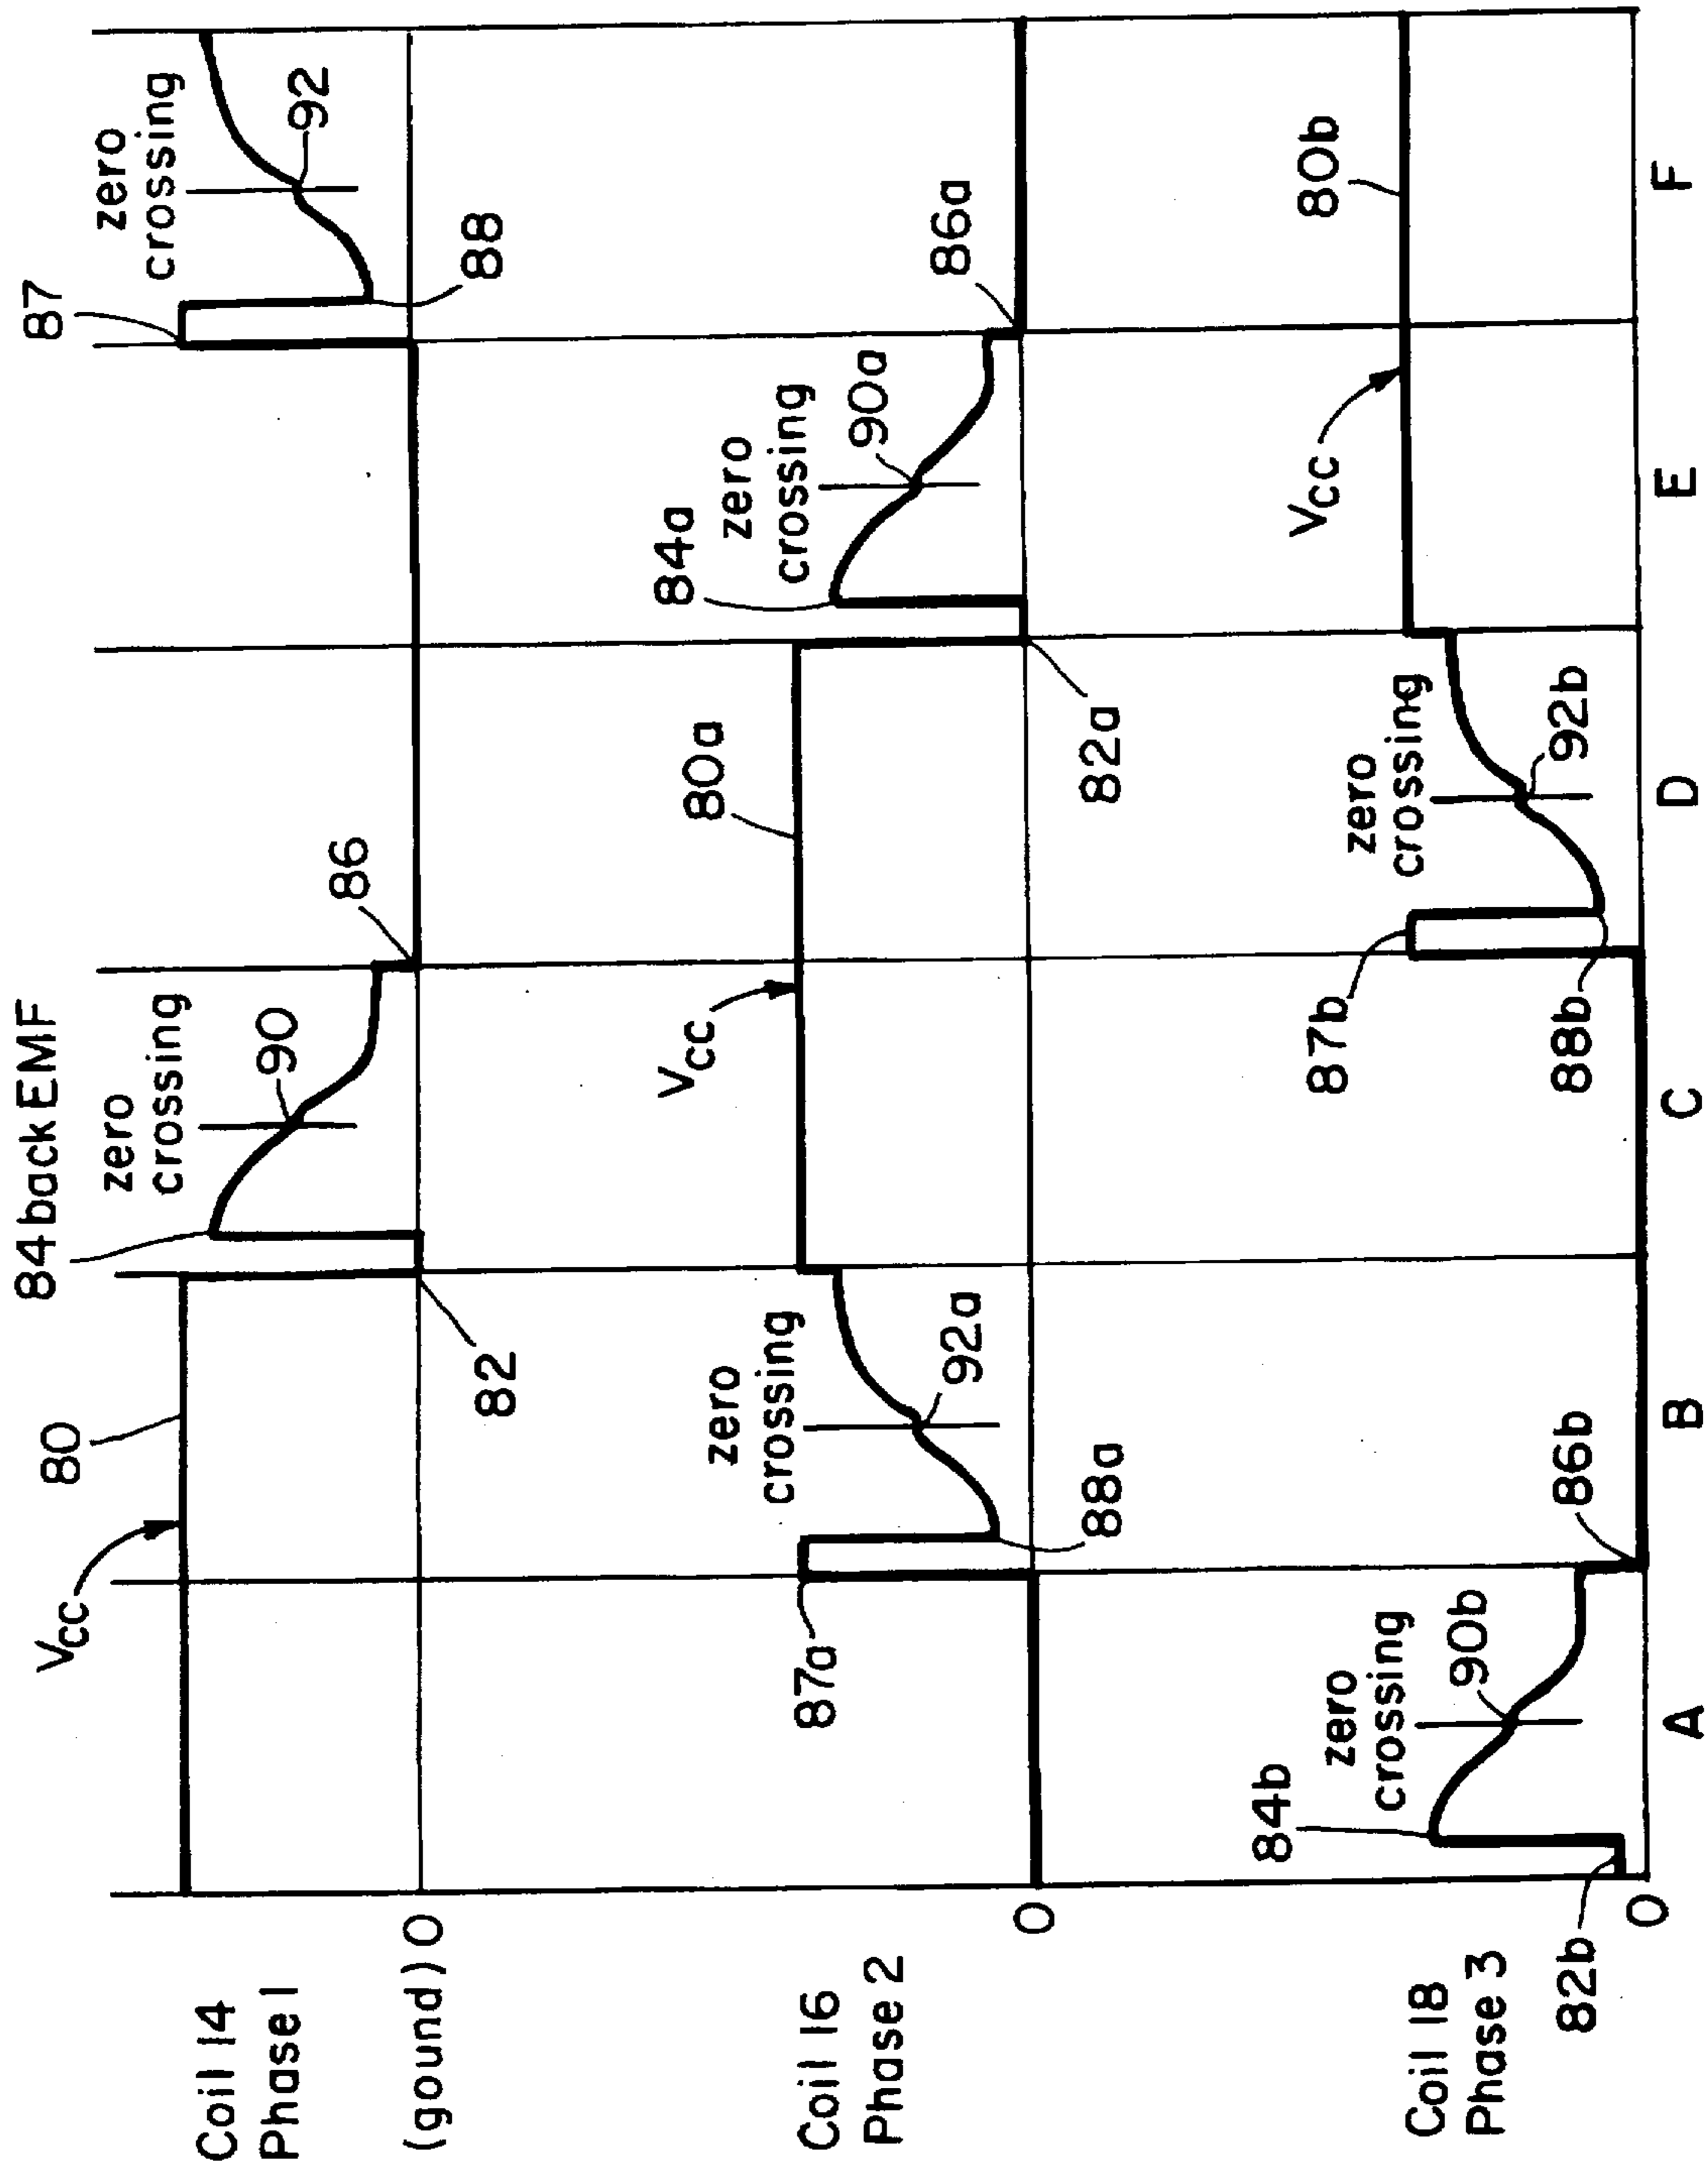 84 back EMF
87
Vcc
80
zero
crossing
90
86
zero
crossing
92
Coil 14
Phase 1
82
88
(gound) 0
Vcc
80a
84a
zero
crossing
90a
86a
zero
crossing
92a
Coil 16
Phase 2
87a
88a
82a
0
84b
zero
crossing
90b
87b
zero
crossing
92b
Vcc
80b
Coil 18
Phase 3
82b
86b
88b
0
A
B
C
D
E
F